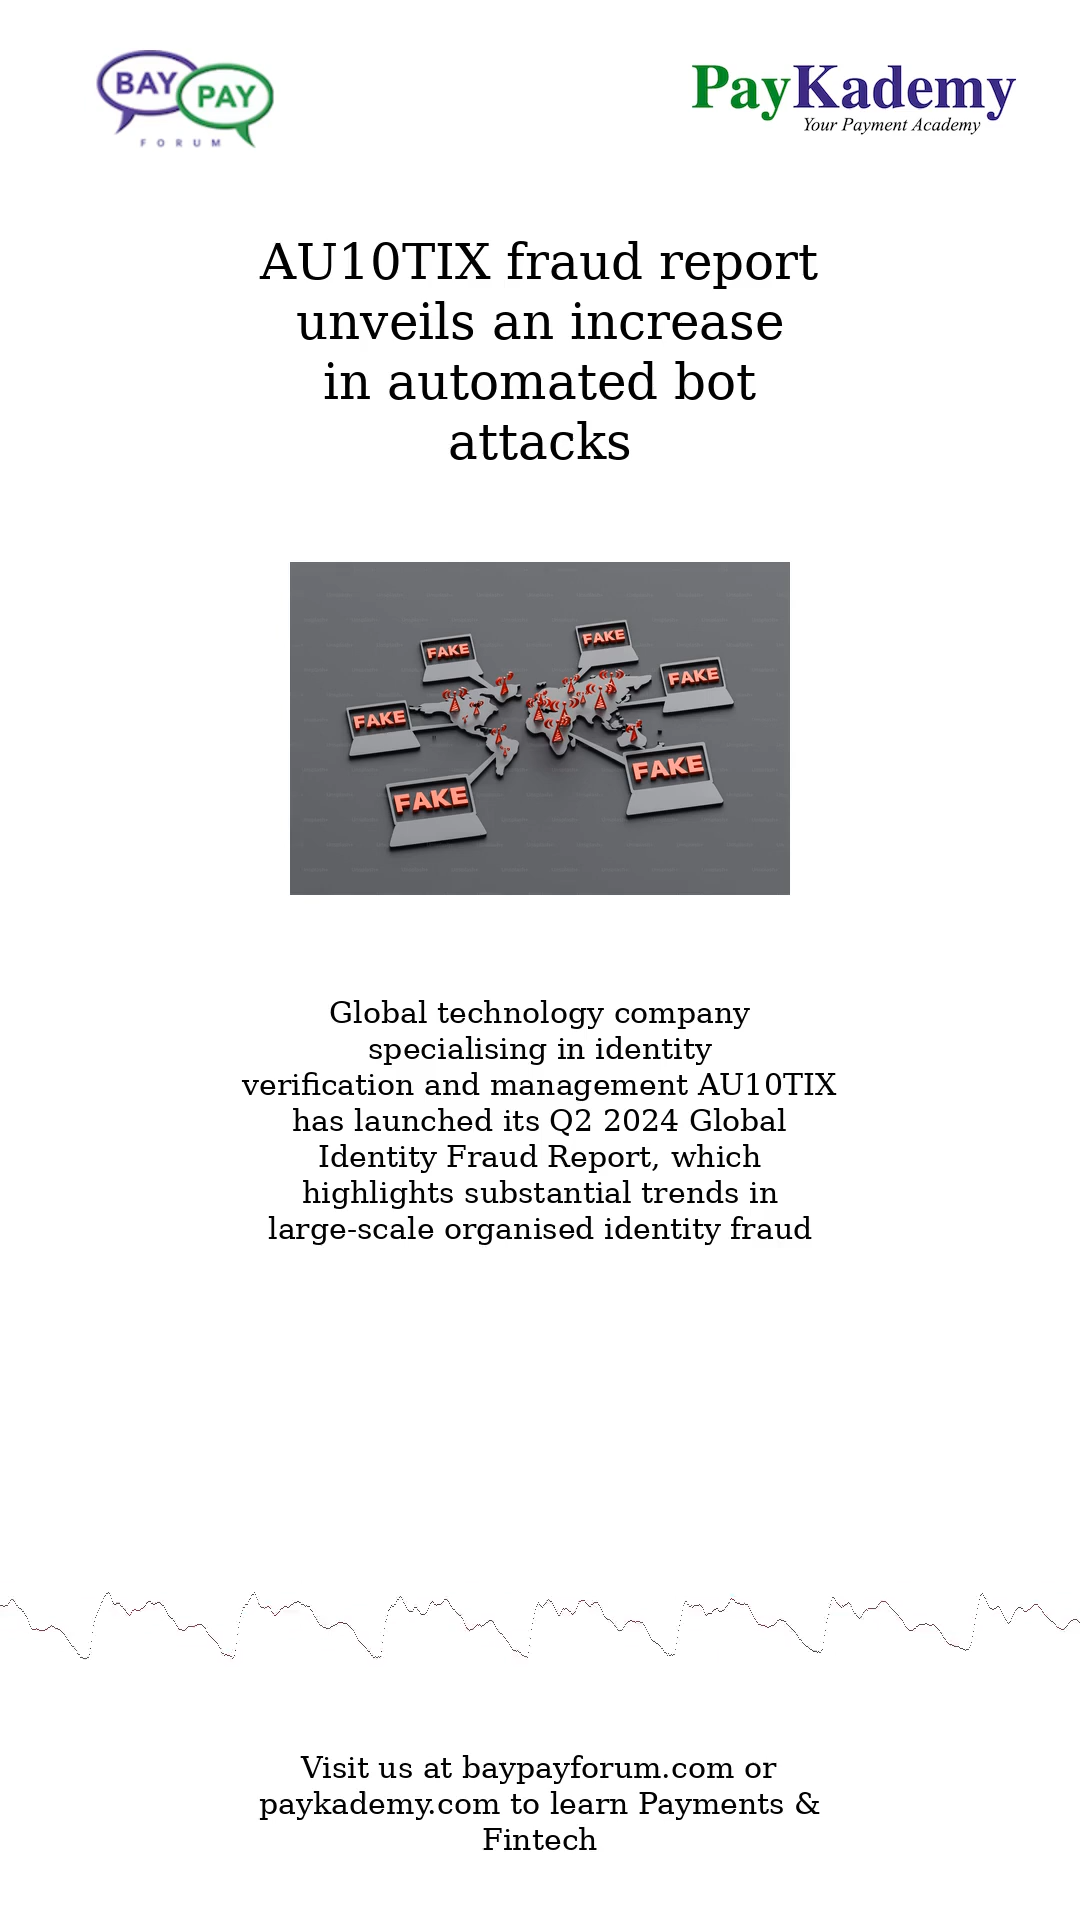 BAY PAY
FORUM
PayKademy
Your Payment Academy
AU10TIX fraud report
unveils an increase
in automated bot
attacks
FAKE
FAKE
FAKE
FAKE
FAKE
FAKE
Global technology company
specialising in identity
verification and management AU10TIX
has launched its Q2 2024 Global
Identity Fraud Report, which
highlights substantial trends in
large-scale organised identity fraud
Visit us at baypayforum.com or
paykademy.com to learn Payments &
Fintech